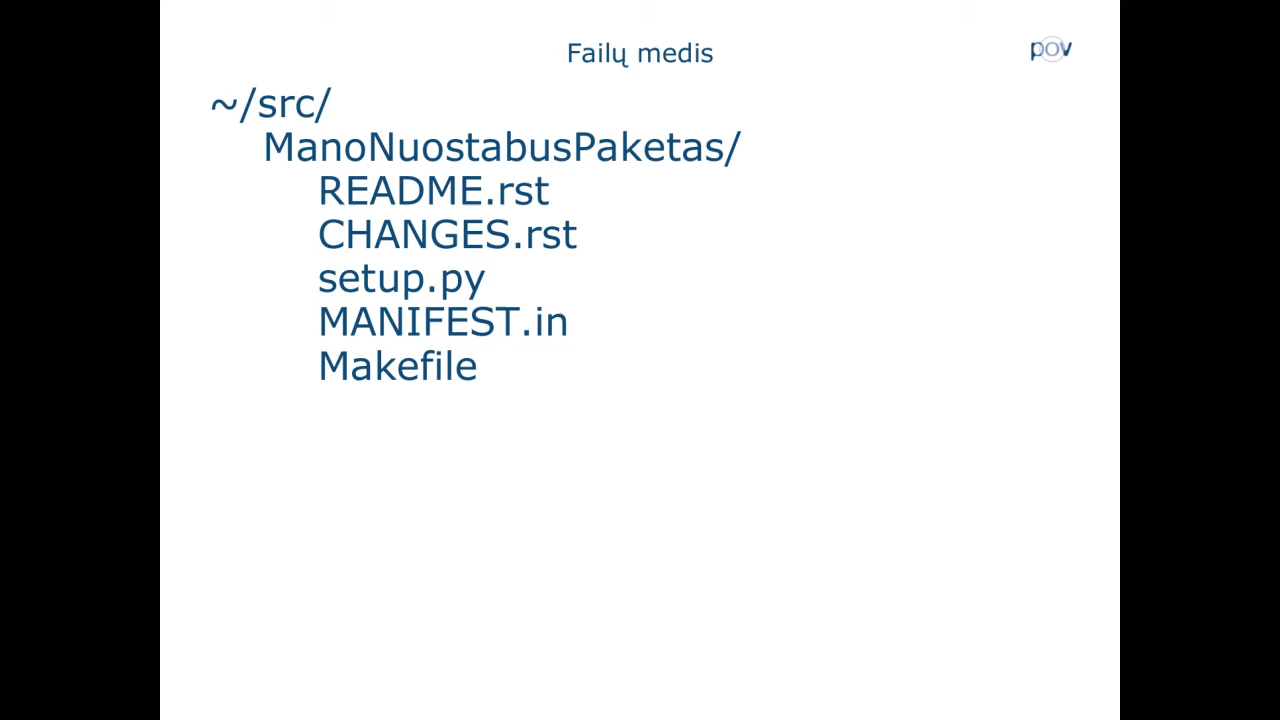 Failų medis
pov
~/src/
ManoNuostabusPaketas/
README.rst
CHANGES.rst
setup.py
MANIFEST.in
Makefile